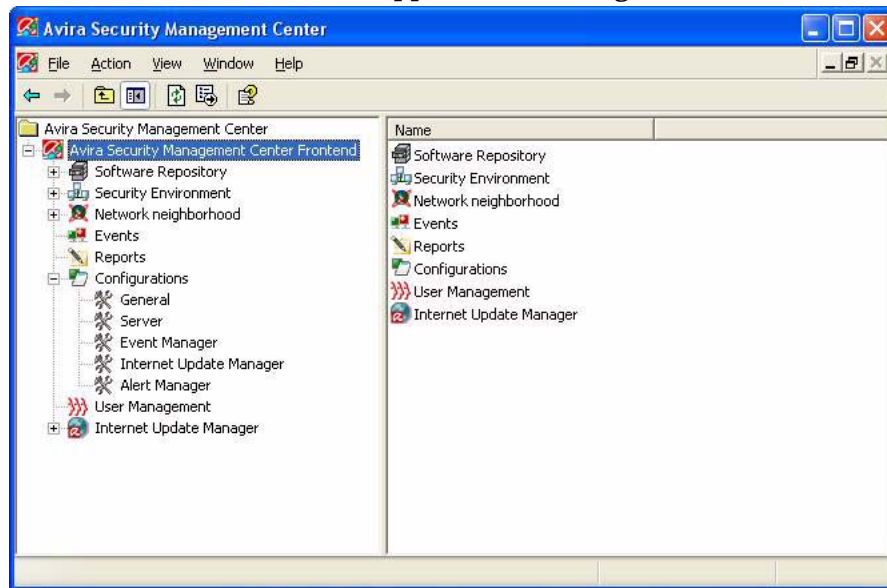 Avira Security Management Center
File Action View Window Help
Avira Security Management Center
Avira Security Management Center Frontend
Software Repository
Security Environment
Network neighborhood
Events
Reports
Configurations
General
Server
Event Manager
Internet Update Manager
Alert Manager
User Management
Internet Update Manager
Name
Software Repository
Security Environment
Network neighborhood
Events
Reports
Configurations
User Management
Internet Update Manager